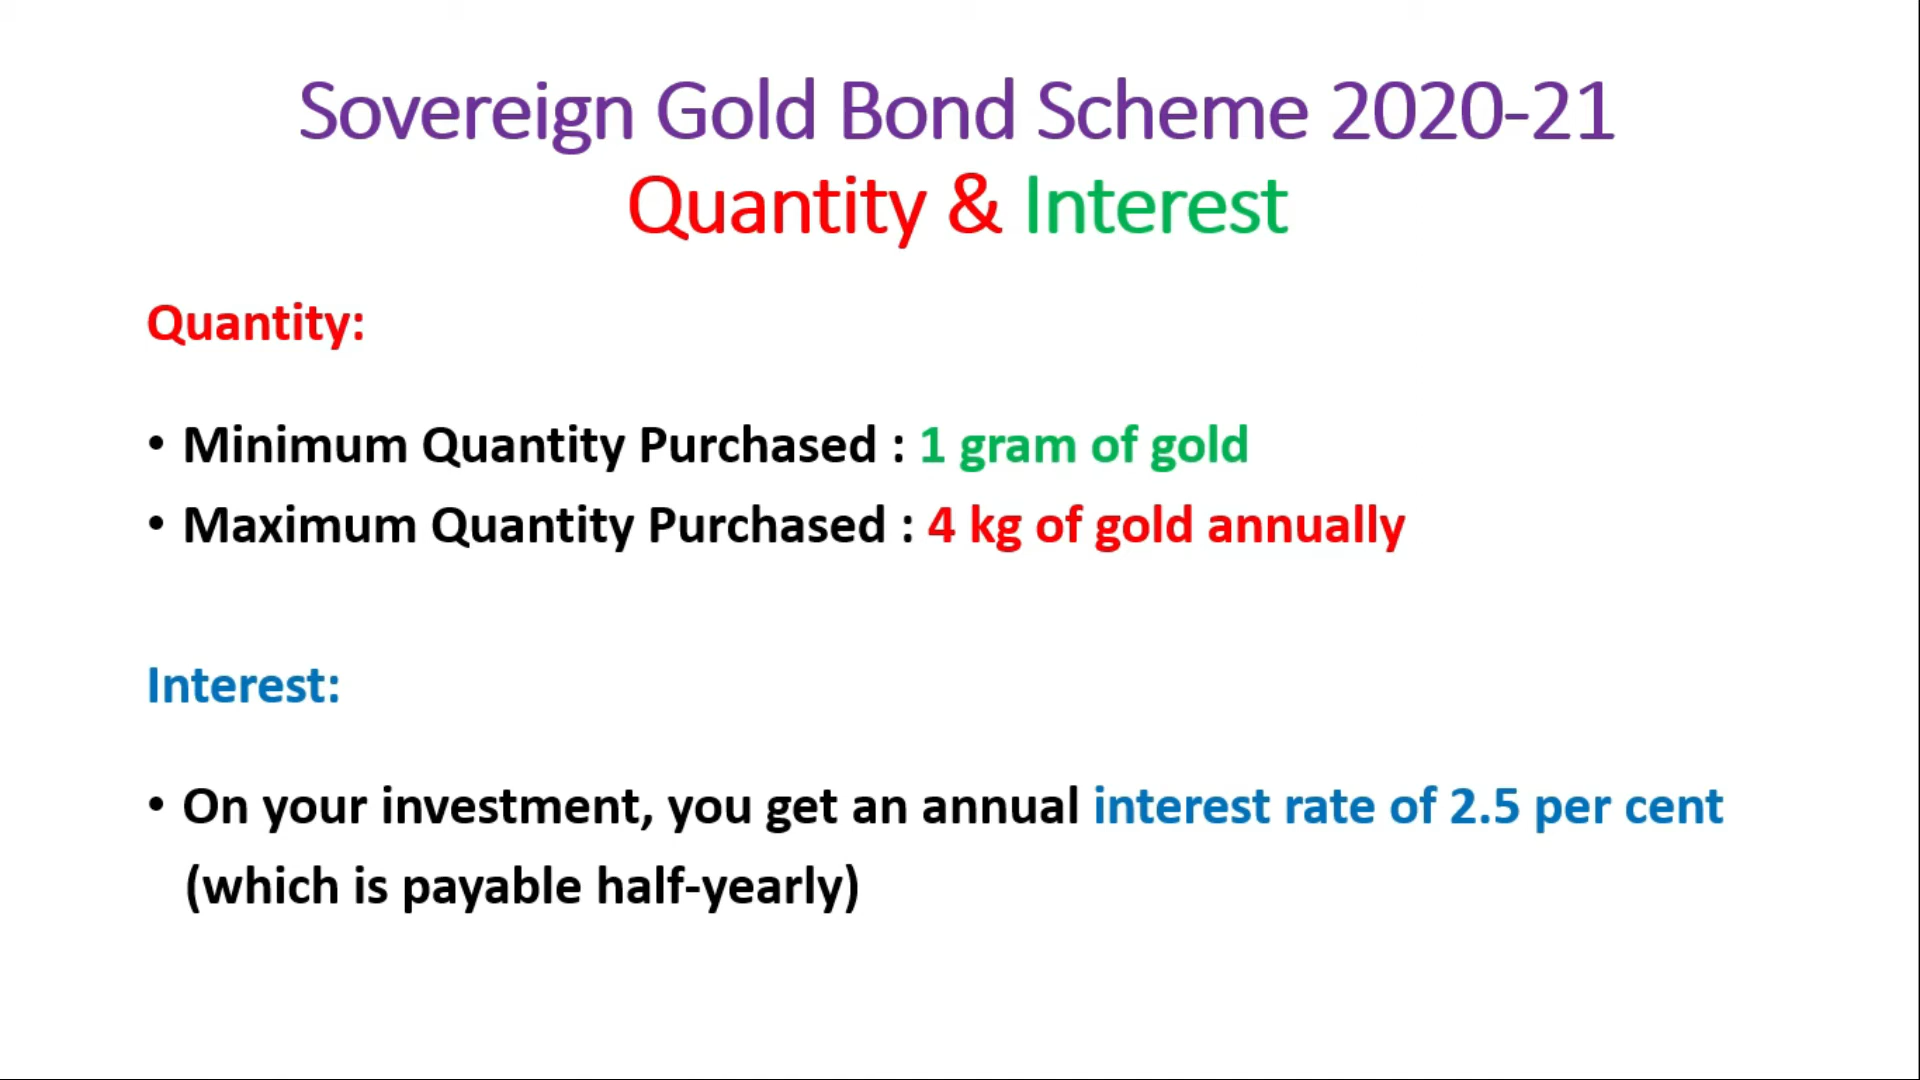 Sovereign Gold Bond Scheme 2020-21
Quantity & Interest
Quantity:
• Minimum Quantity Purchased : 1 gram of gold
• Maximum Quantity Purchased : 4 kg of gold annually
Interest:
• On your investment, you get an annual interest rate of 2.5 per cent
(which is payable half-yearly)